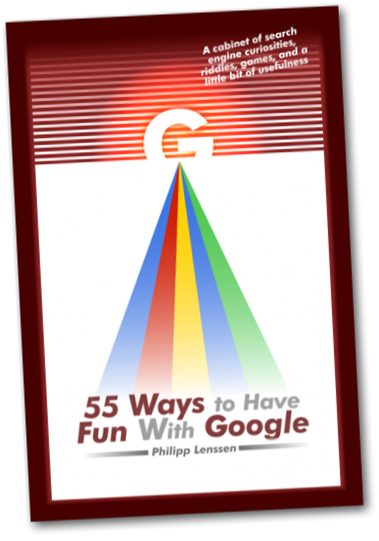 A cabinet of search
engine curiosities,
riddles, games, and a
little bit of usefulness
G
55 Ways to Have
Fun With Google
Philipp Lenssen